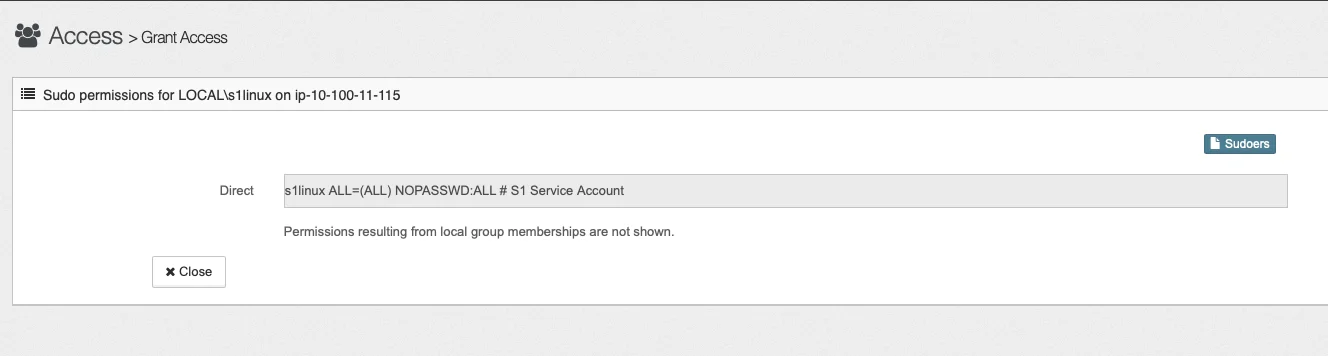 Access > Grant Access
Sudo permissions for LOCAL\s1linux on ip-10-100-11-115
Sudoers
Direct
s1linux ALL=(ALL) NOPASSWD:ALL # S1 Service Account
Permissions resulting from local group memberships are not shown.
Close